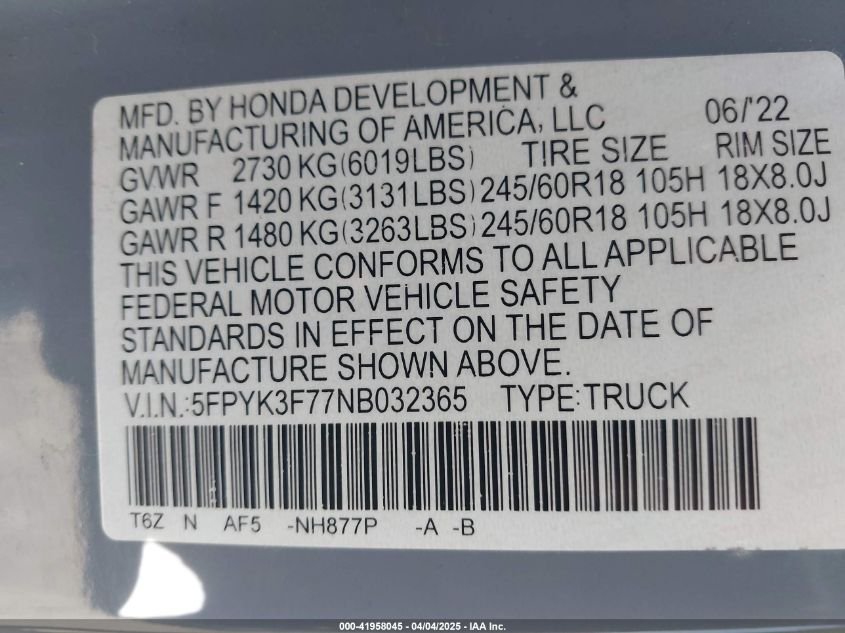 MFD. BY HONDA DEVELOPMENT &
MANUFACTURING OF AMERICA, LLC 06/'22
GVWR 2730 KG(6019LBS) TIRE SIZE RIM SIZE
GAWR F 1420 KG(3131LBS) 245/60R18 105H 18X8.0J
GAWR R 1480 KG(3263LBS) 245/60R18 105H 18X8.0J
THIS VEHICLE CONFORMS TO ALL APPLICABLE
FEDERAL MOTOR VEHICLE SAFETY
STANDARDS IN EFFECT ON THE DATE OF
MANUFACTURE SHOWN ABOVE.
V.I.N.:5FPYK3F77NB032365 TYPE:TRUCK
T6Z N AF5 -NH877P -A -B
000-41958045 - 04/04/2025 - IAA Inc.